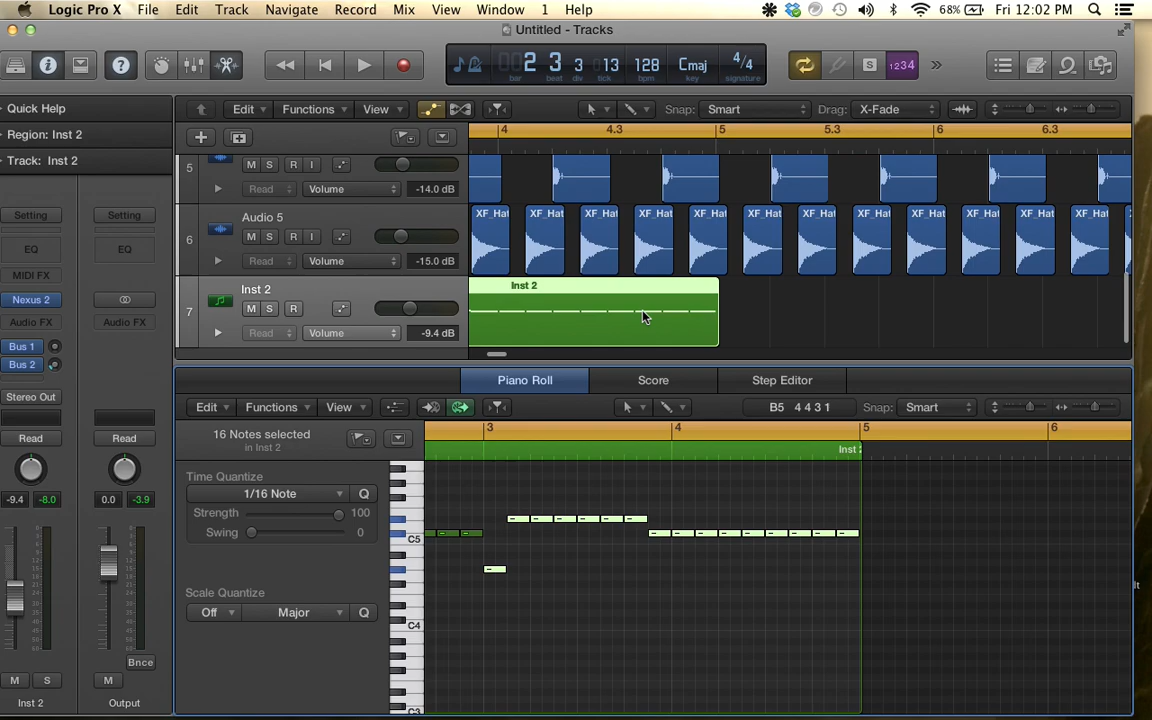 Logic Pro X File Edit Track Navigate Record Mix View Window 1 Help 68% Fri 12:02 PM
Untitled - Tracks
2 3 3 13 128 Cmaj 4/4
bar beat div tick bpm key signature
S 1234
Quick Help
Edit Functions View Snap: Smart Drag: X-Fade
Region: Inst 2
4 4.3 5 5.3 6 6.3
Track: Inst 2
5 M S R I
Read Volume -14.0 dB
Setting Setting
Audio 5 XF_Hat XF_Hat XF_Hat XF_Hat XF_Hat XF_Hat XF_Hat XF_Hat XF_Hat XF_Hat XF_Hat XF_Hat
6 M S R I
EQ EQ
Read Volume -15.0 dB
MIDI FX
Inst 2 Inst 2
Nexus 2
7 M S R
Audio FX Audio FX
Read Volume -9.4 dB
Bus 1
Bus 2
Piano Roll Score Step Editor
Stereo Out
Edit Functions View B5 4 4 3 1 Snap: Smart
Read Read
16 Notes selected
in Inst 2
3 4 5 6
Inst 2
Time Quantize
1/16 Note Q
-9.4 -8.0 0.0 -3.9
Strength 100
Swing 0
C5
Scale Quantize
Off Major Q
C4
Bnce
M S M
Inst 2 Output
C3